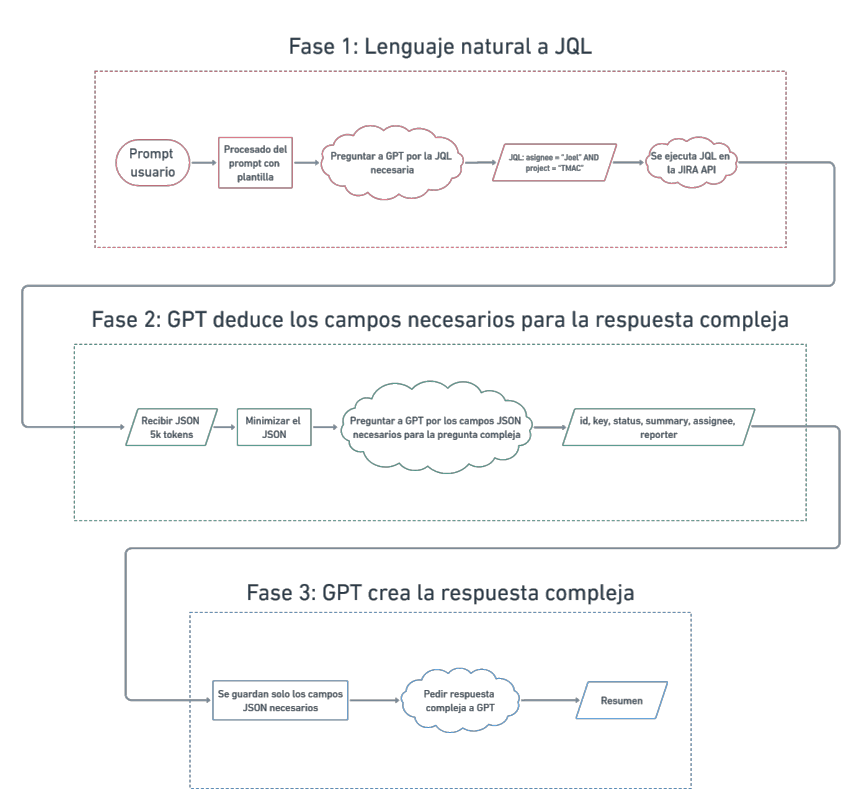 Fase 1: Lenguaje natural a JQL
Prompt
usuario
Procesado del
prompt con
plantilla
Preguntar a GPT por la JQL
necesaria
JQL: asignee = "Joel" AND
project = "TMAC"
Se ejecuta JQL en
la JIRA API
Fase 2: GPT deduce los campos necesarios para la respuesta compleja
Recibir JSON
5k tokens
Minimizar el
JSON
Preguntar a GPT por los campos JSON
necesarios para la pregunta compleja
id, key, status, summary, assignee,
reporter
Fase 3: GPT crea la respuesta compleja
Se guardan solo los campos
JSON necesarios
Pedir respuesta
compleja a GPT
Resumen